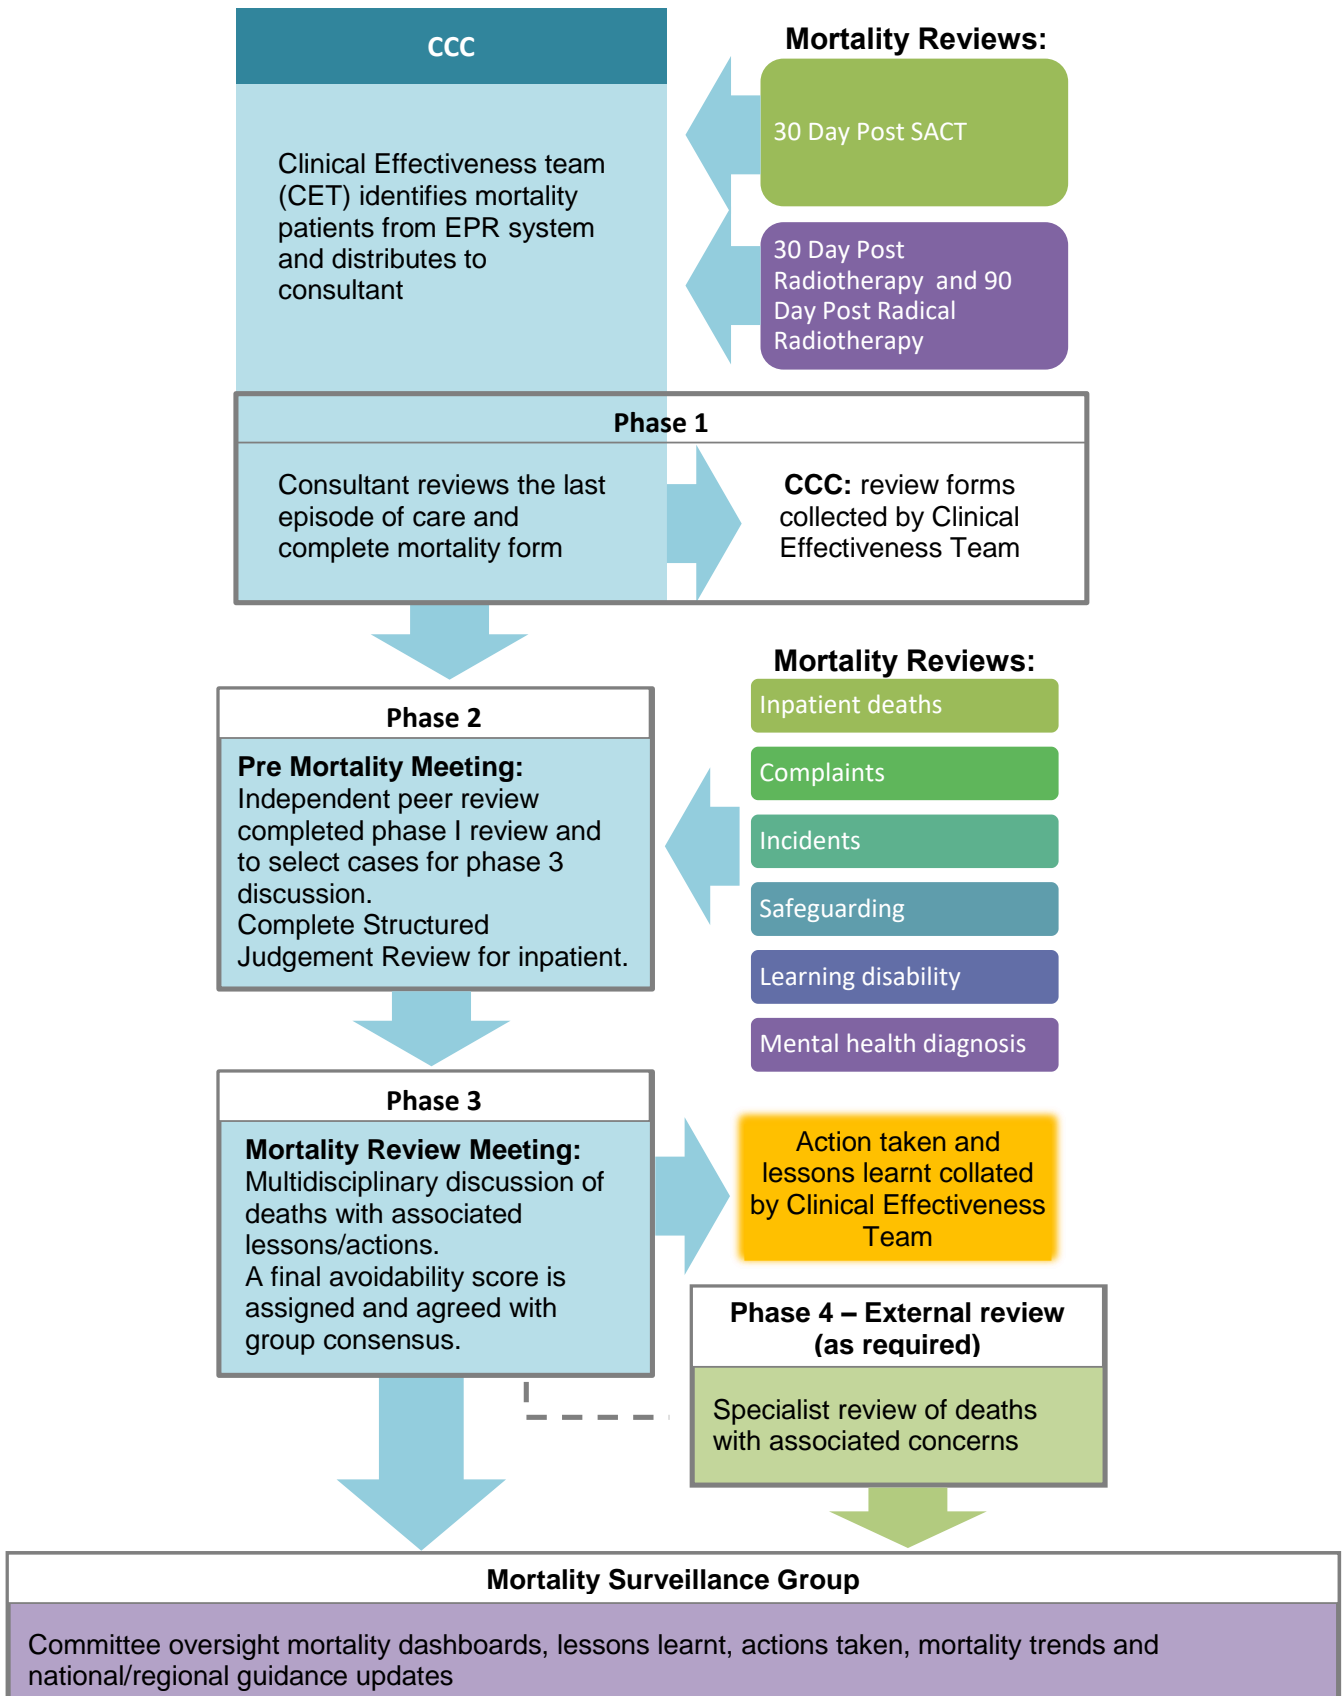 CCC
Clinical Effectiveness team
(CET) identifies mortality
patients from EPR system
and distributes to
consultant
Mortality Reviews:
30 Day Post SACT
30 Day Post
Radiotherapy  and 90
Day Post Radical
Radiotherapy
Phase 1
Consultant reviews the last
episode of care and
complete mortality form
CCC: review forms
collected by Clinical
Effectiveness Team
Phase 2
Pre Mortality Meeting:
Independent peer review
completed phase I review and
to select cases for phase 3
discussion.
Complete Structured
Judgement Review for inpatient.
Mortality Reviews:
Inpatient deaths
Complaints
Incidents
Safeguarding
Learning disability
Mental health diagnosis
Phase 3
Mortality Review Meeting:
Multidisciplinary discussion of
deaths with associated
lessons/actions.
A final avoidability score is
assigned and agreed with
group consensus.
Action taken and
lessons learnt collated
by Clinical Effectiveness
Team
Phase 4 – External review
(as required)
Specialist review of deaths
with associated concerns
Mortality Surveillance Group
Committee oversight mortality dashboards, lessons learnt, actions taken, mortality trends and
national/regional guidance updates